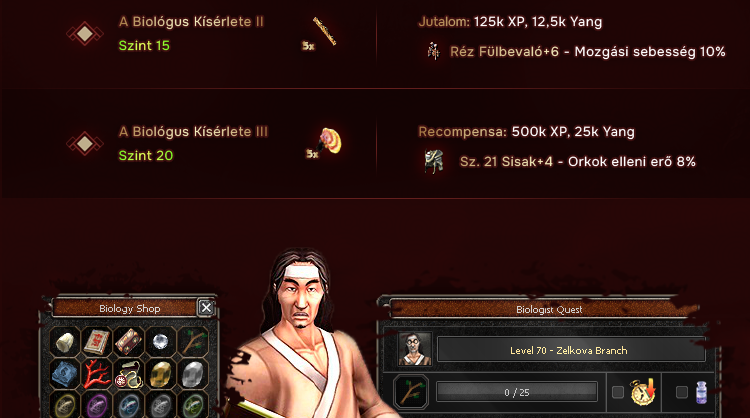 A Biológus Kísérlete II
Szint 15
5x
Jutalom: 125k XP, 12,5k Yang
Réz Fülbevaló+6 - Mozgási sebesség 10%
A Biológus Kísérlete III
Szint 20
5x
Recompensa: 500k XP, 25k Yang
Sz. 21 Sisak+4 - Orkok elleni erő 8%
Biology Shop
Biologist Quest
Level 70 - Zelkova Branch
0 / 25